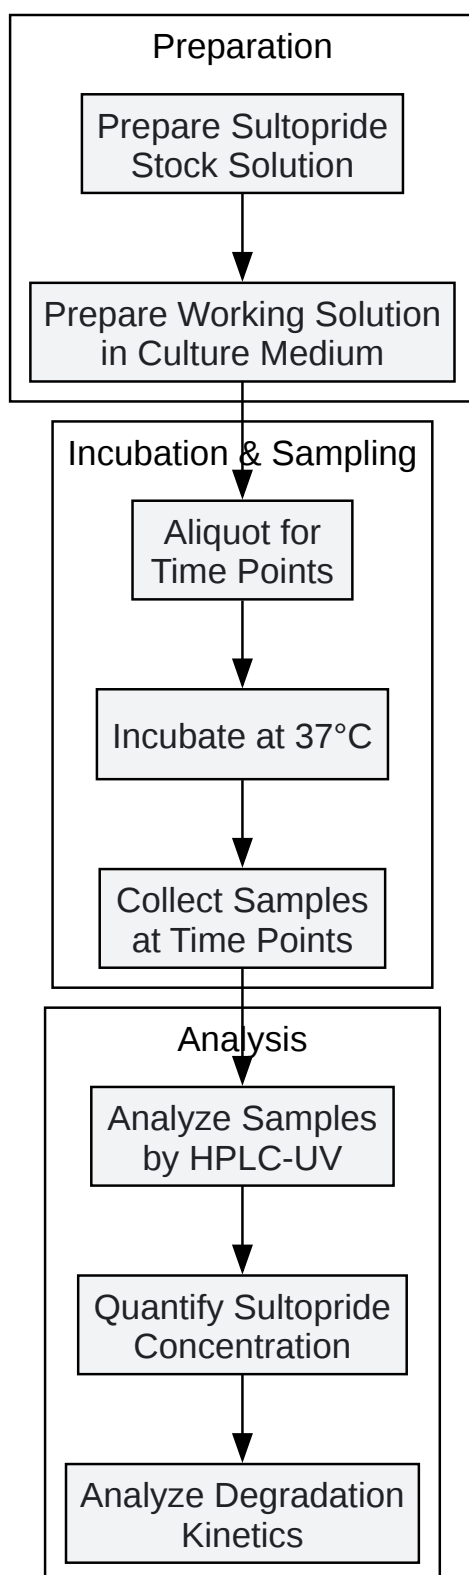 Preparation
Prepare Sultopride
Stock Solution
Prepare Working Solution
in Culture Medium
Incubation & Sampling
Aliquot for
Time Points
Incubate at 37°C
Collect Samples
at Time Points
Analysis
Analyze Samples
by HPLC-UV
Quantify Sultopride
Concentration
Analyze Degradation
Kinetics